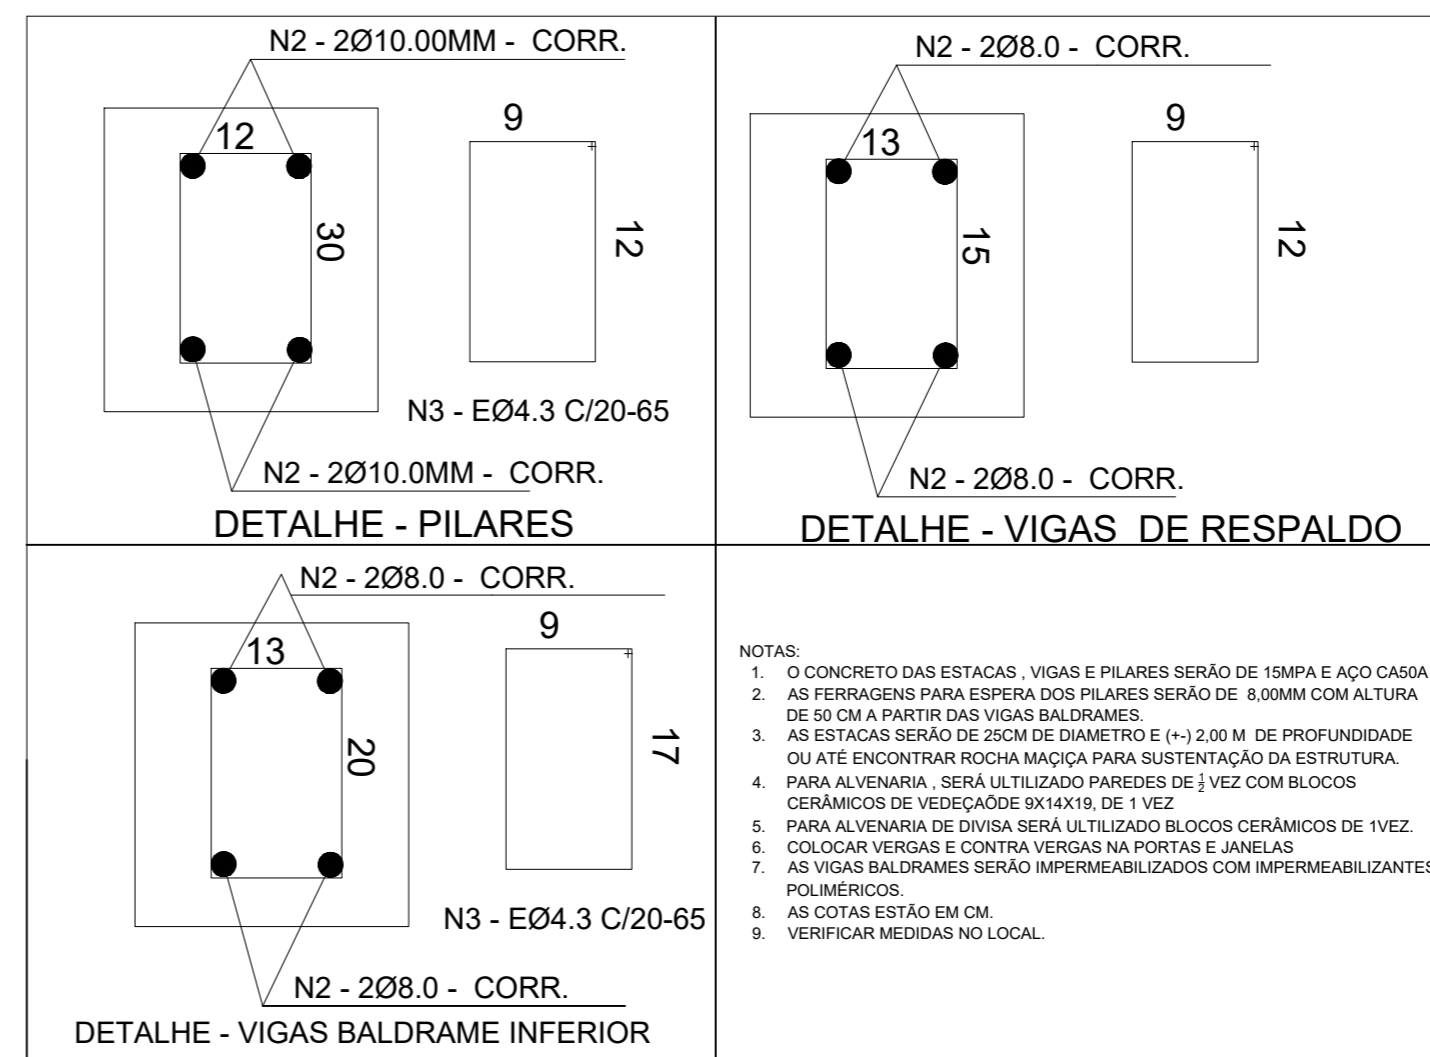 N2 - 2Ø10.00MM - CORR.
12
30
9
12
N3 - EØ4.3 C/20-65
N2 - 2Ø10.0MM - CORR.
DETALHE - PILARES
N2 - 2Ø8.0 - CORR.
13
15
9
12
N2 - 2Ø8.0 - CORR.
DETALHE - VIGAS DE RESPALDO
N2 - 2Ø8.0 - CORR.
13
20
9
17
N3 - EØ4.3 C/20-65
N2 - 2Ø8.0 - CORR.
DETALHE - VIGAS BALDRAME INFERIOR
NOTAS:
1. O CONCRETO DAS ESTACAS , VIGAS E PILARES SERÃO DE 15MPA E AÇO CA50A
2. AS FERRAGENS PARA ESPERA DOS PILARES SERÃO DE 8,00MM COM ALTURA
DE 50 CM A PARTIR DAS VIGAS BALDRAMES.
3. AS ESTACAS SERÃO DE 25CM DE DIAMETRO E (+-) 2,00 M DE PROFUNDIDADE
OU ATÉ ENCONTRAR ROCHA MAÇIÇA PARA SUSTENTAÇÃO DA ESTRUTURA.
4. PARA ALVENARIA , SERÁ ULTILIZADO PAREDES DE ½ VEZ COM BLOCOS
CERÂMICOS DE VEDEÇAÕDE 9X14X19, DE 1 VEZ
5. PARA ALVENARIA DE DIVISA SERÁ ULTILIZADO BLOCOS CERÂMICOS DE 1VEZ.
6. COLOCAR VERGAS E CONTRA VERGAS NA PORTAS E JANELAS
7. AS VIGAS BALDRAMES SERÃO IMPERMEABILIZADOS COM IMPERMEABILIZANTES
POLIMÉRICOS.
8. AS COTAS ESTÃO EM CM.
9. VERIFICAR MEDIDAS NO LOCAL.